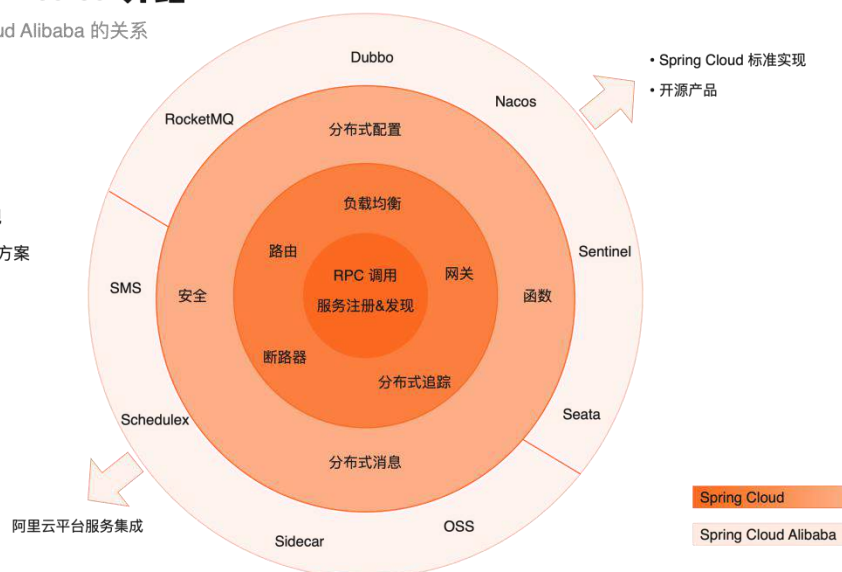 ud Alibaba 的关系
Dubbo
• Spring Cloud 标准实现
• 开源产品
Nacos
RocketMQ
分布式配置
负载均衡
方案
路由
Sentinel
RPC 调用
网关
SMS
安全
函数
服务注册&发现
断路器
分布式追踪
Seata
Schedulex
分布式消息
Spring Cloud
阿里云平台服务集成
OSS
Sidecar
Spring Cloud Alibaba